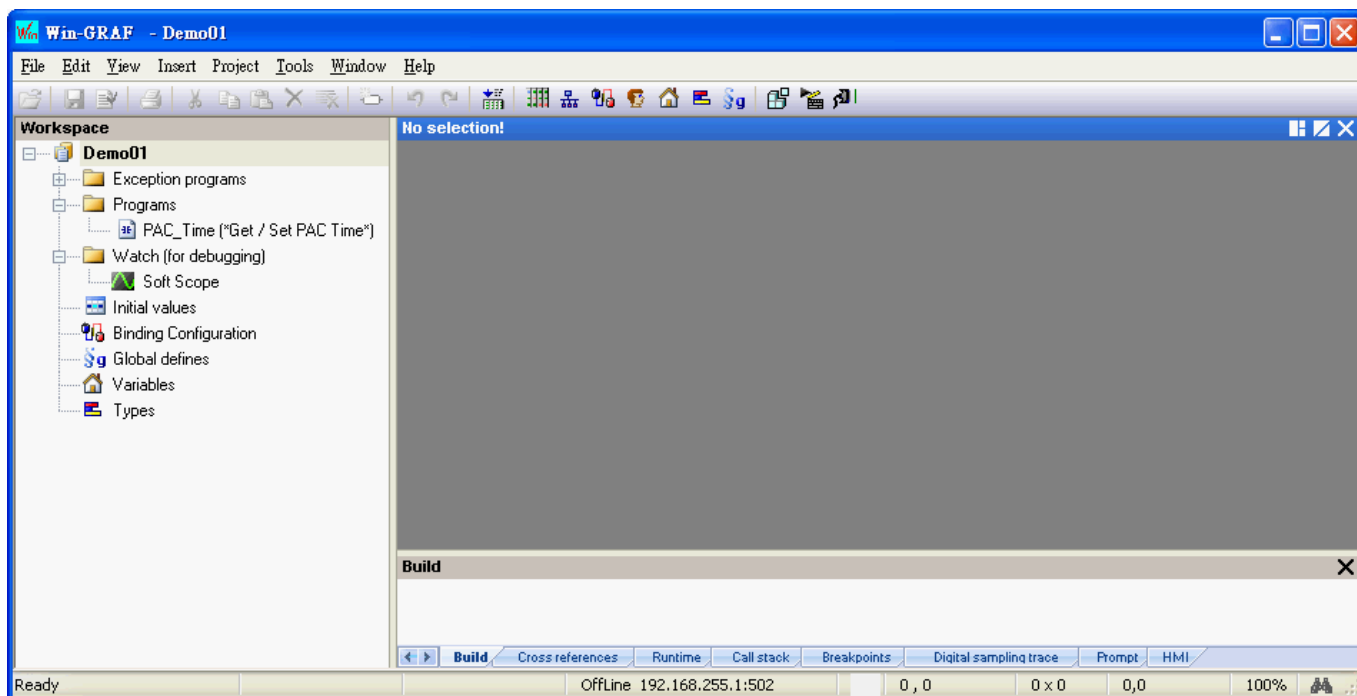 Win-GRAF - Demo01
File Edit View Insert Project Tools Window Help
Workspace
No selection!
Demo01
Exception programs
Programs
PAC_Time (*Get / Set PAC Time*)
Watch (for debugging)
Soft Scope
Initial values
Binding Configuration
Global defines
Variables
Types
Build
Build Cross references Runtime Call stack Breakpoints Digital sampling trace Prompt HMI
Ready OffLine 192.168.255.1:502 0 , 0 0 x 0 0,0 100%